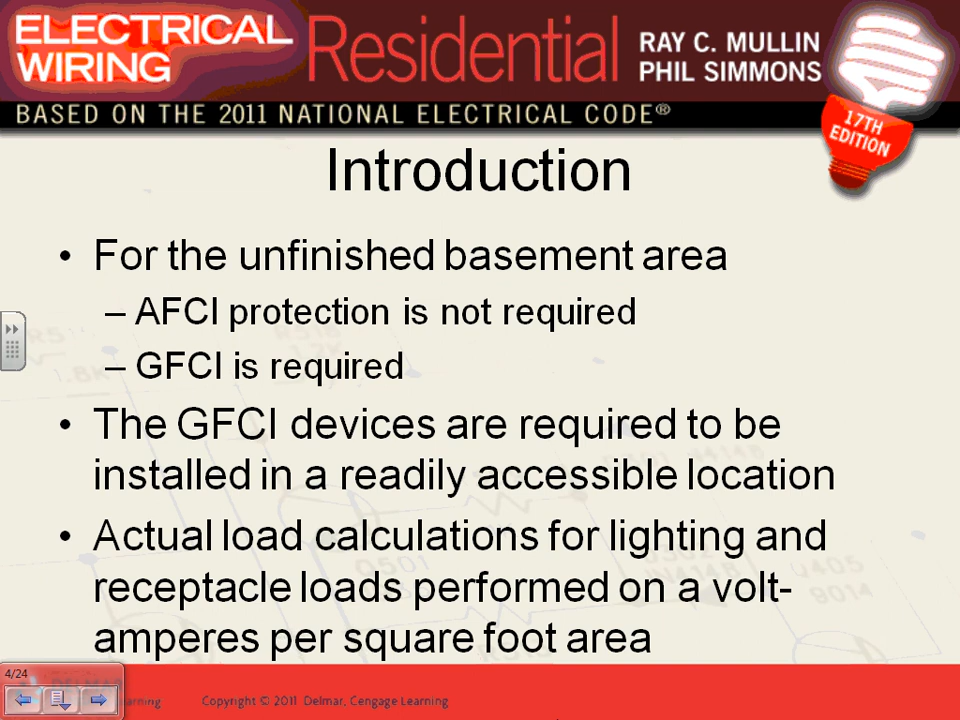 ELECTRICAL
WIRING
Residential
RAY C. MULLIN
PHIL SIMMONS
BASED ON THE 2011 NATIONAL ELECTRICAL CODE®
17TH
EDITION
Introduction
• For the unfinished basement area
– AFCI protection is not required
– GFCI is required
• The GFCI devices are required to be
installed in a readily accessible location
• Actual load calculations for lighting and
receptacle loads performed on a volt-
amperes per square foot area
4/24
Copyright © 2011 Delmar, Cengage Learning